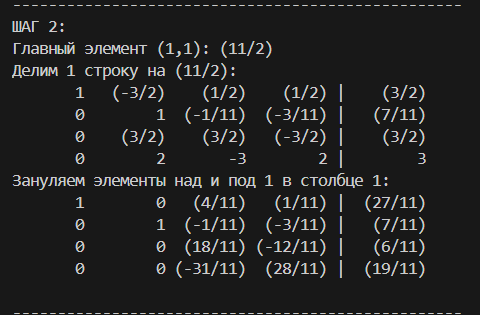 --------------------------------------------------
ШАГ 2:
Главный элемент (1,1): (11/2)
Делим 1 строку на (11/2):
1 (-3/2) (1/2) (1/2) | (3/2)
0 1 (-1/11) (-3/11) | (7/11)
0 (3/2) (3/2) (-3/2) | (3/2)
0 2 -3 2 | 3
Зануляем элементы над и под 1 в столбце 1:
1 0 (4/11) (1/11) | (27/11)
0 1 (-1/11) (-3/11) | (7/11)
0 0 (18/11) (-12/11) | (6/11)
0 0 (-31/11) (28/11) | (19/11)
--------------------------------------------------